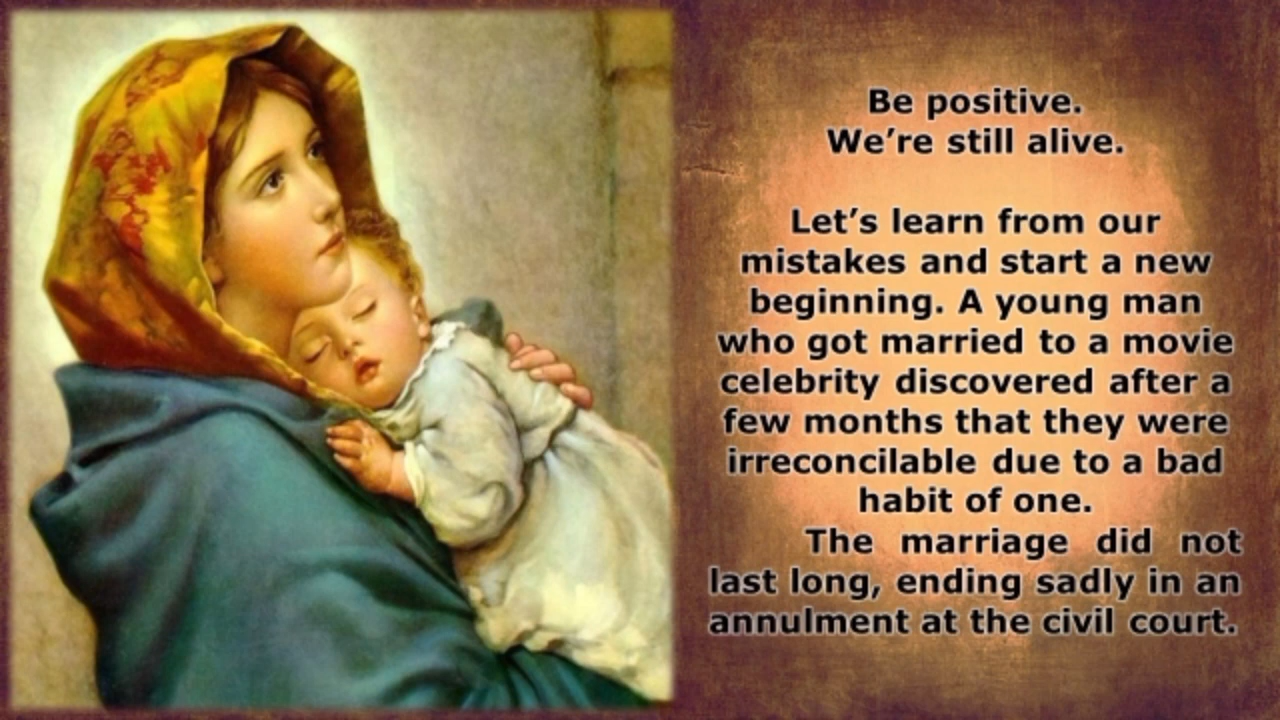 Be positive.
We’re still alive.
Let’s learn from our
mistakes and start a new
beginning. A young man
who got married to a movie
celebrity discovered after a
few months that they were
irreconcilable due to a bad
habit of one.
The marriage did not
last long, ending sadly in an
annulment at the civil court.